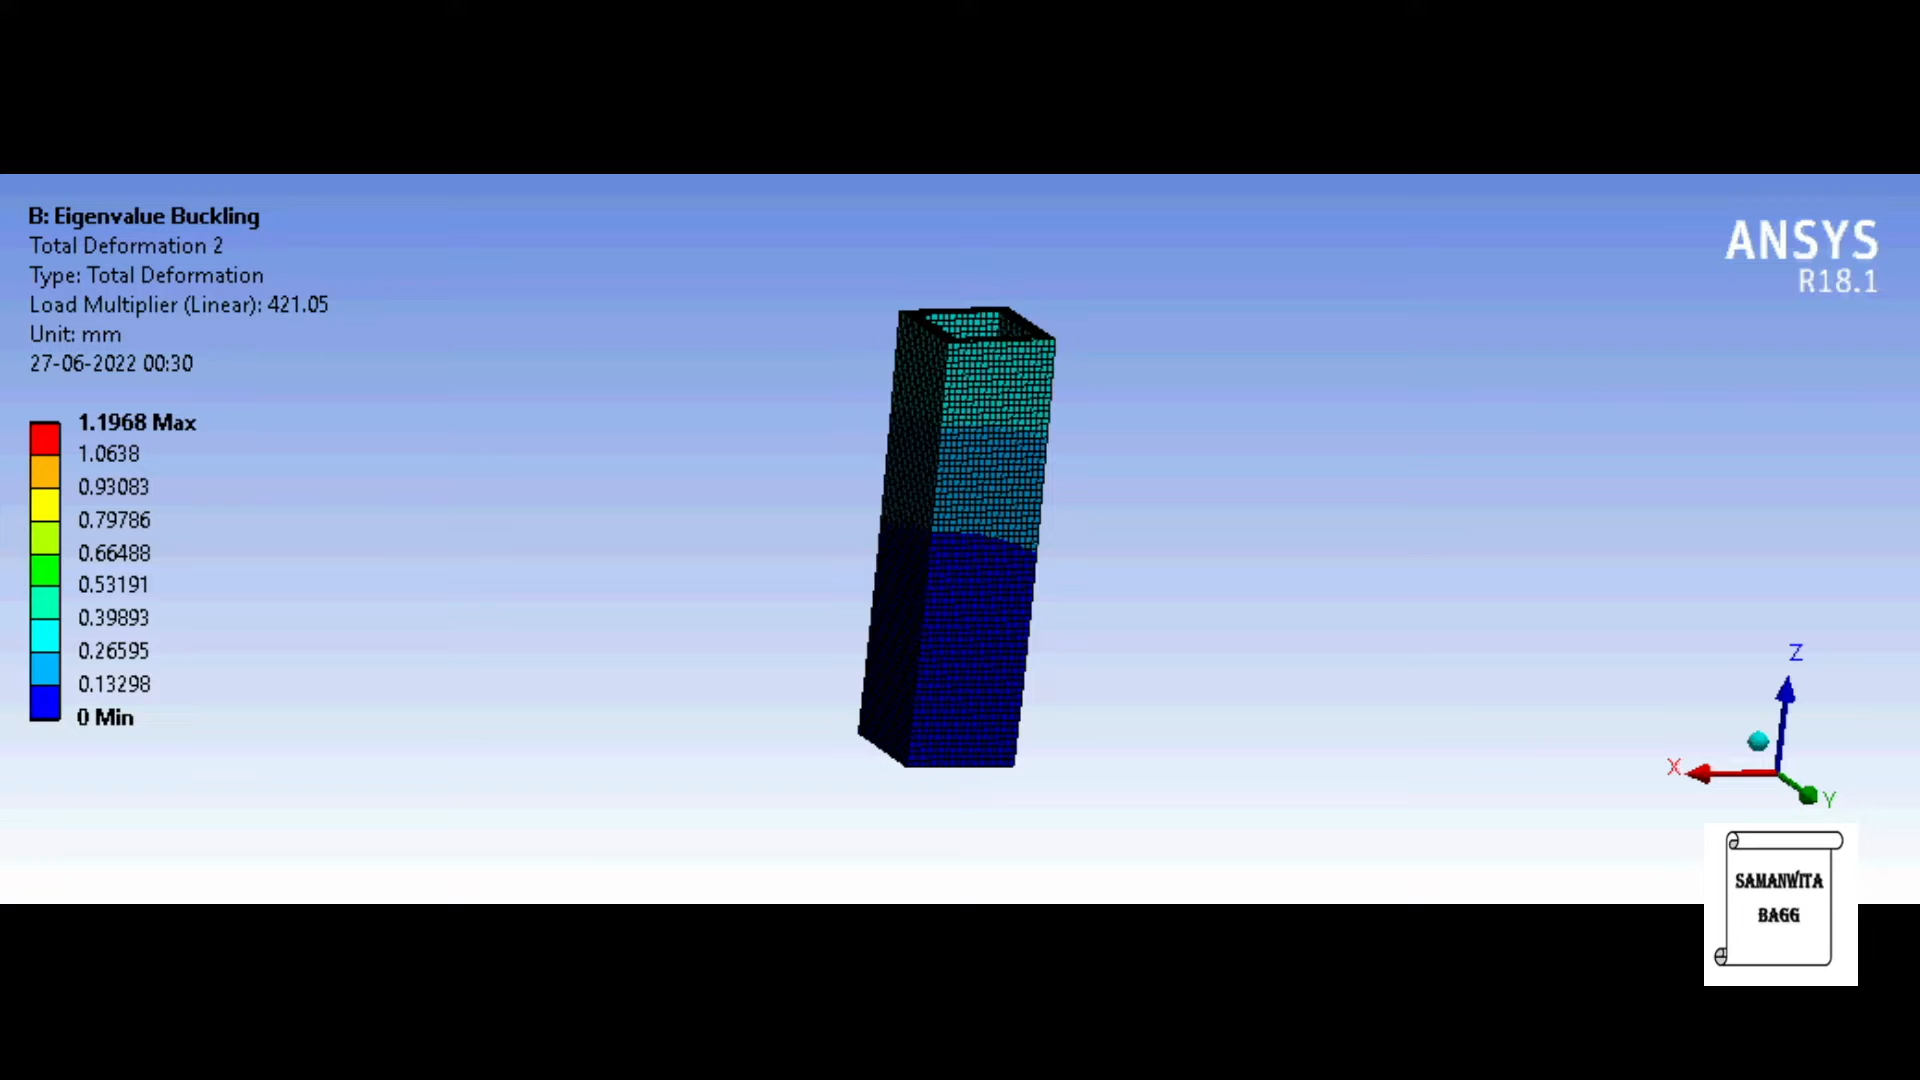 B: Eigenvalue Buckling
Total Deformation 2
Type: Total Deformation
Load Multiplier (Linear): 421.05
Unit: mm
27-06-2022 00:30
1.1968 Max
1.0638
0.93083
0.79786
0.66488
0.53191
0.39893
0.26595
0.13298
0 Min
ANSYS
R18.1
Z
X
Y
SAMANWITA
BAGG